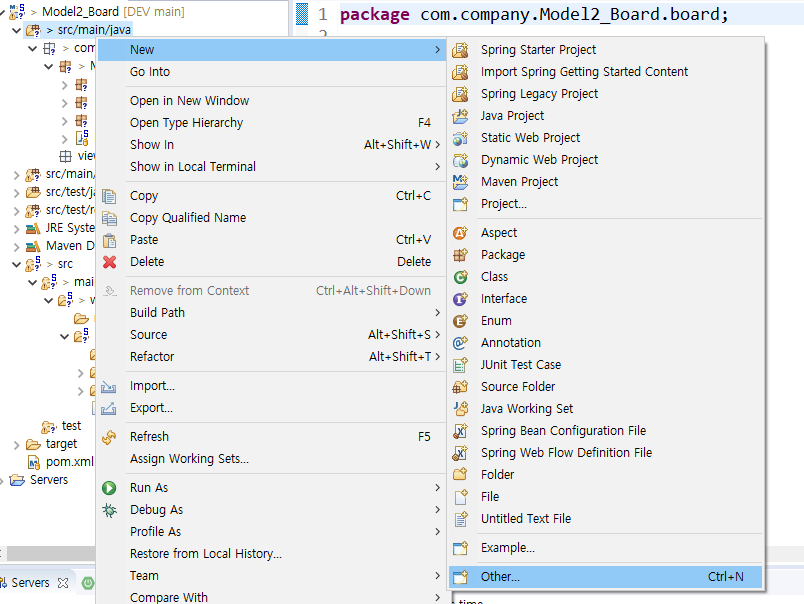 > Model2_Board [DEV main]
> src/main/java
> com
src/main/
src/test/ja
src/test/r
JRE Syste
Maven D
> src
> mai
> w
test
target
pom.xml
Servers
Servers
1 package com.company.Model2_Board.board;
New
Go Into
Open in New Window
Open Type Hierarchy F4
Show In Alt+Shift+W >
Show in Local Terminal
Copy Ctrl+C
Copy Qualified Name
Paste Ctrl+V
Delete Delete
Remove from Context Ctrl+Alt+Shift+Down
Build Path
Source Alt+Shift+S >
Refactor Alt+Shift+T >
Import...
Export...
Refresh F5
Assign Working Sets...
Run As
Debug As
Profile As
Restore from Local History...
Team
Compare With
Spring Starter Project
Import Spring Getting Started Content
Spring Legacy Project
Java Project
Static Web Project
Dynamic Web Project
Maven Project
Project...
Aspect
Package
Class
Interface
Enum
Annotation
JUnit Test Case
Source Folder
Java Working Set
Spring Bean Configuration File
Spring Web Flow Definition File
Folder
File
Untitled Text File
Example...
Other... Ctrl+N